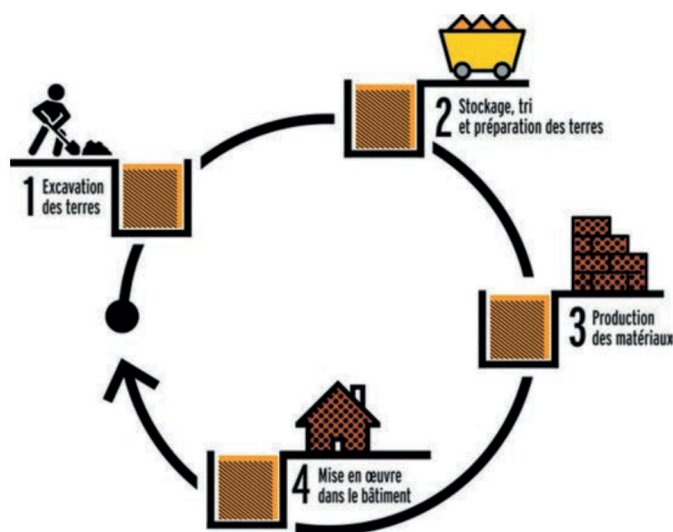 1 Excavation
des terres
2 Stockage, tri
et préparation des terres
3 Production
des matériaux
4 Mise en œuvre
dans le bâtiment